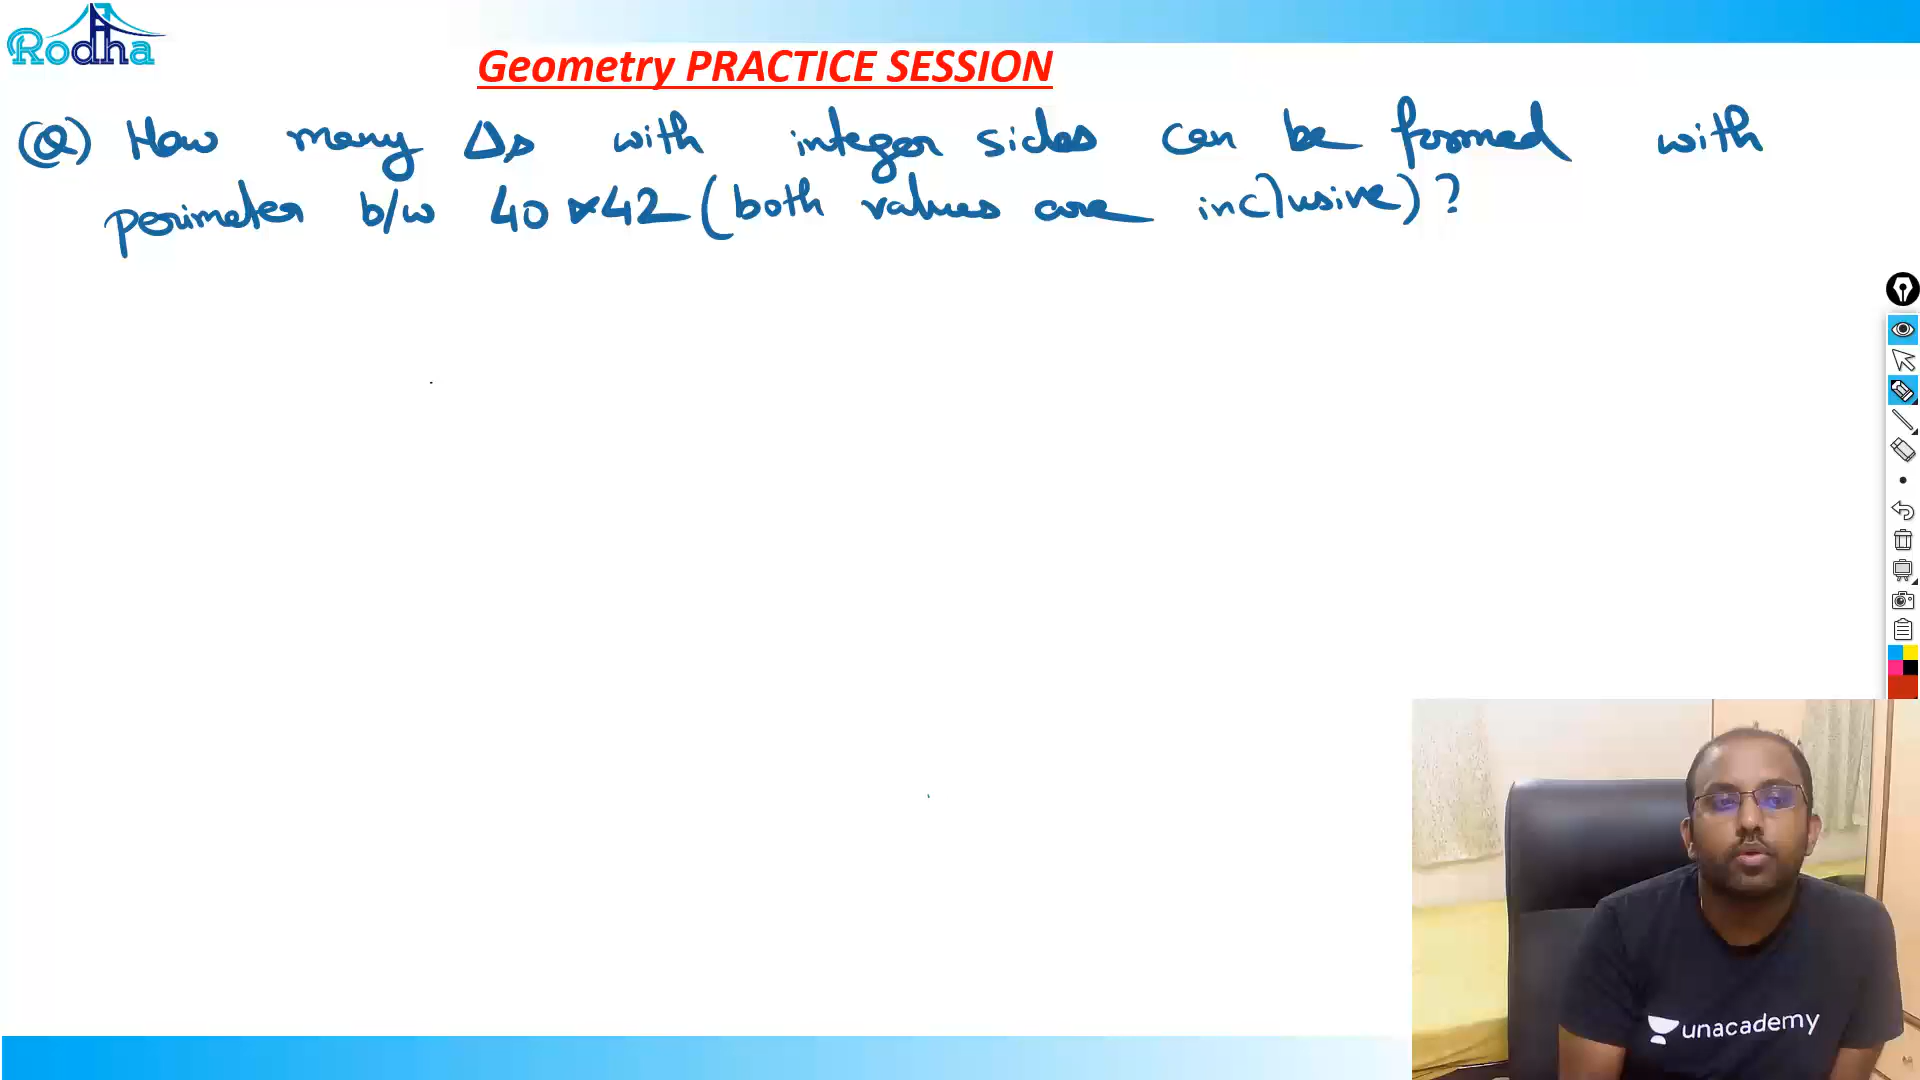 Rodha
Geometry PRACTICE SESSION
(Q) How many Δs with integer sides can be formed with
perimeter b/w 40 & 42 (both values are inclusive)?
unacademy